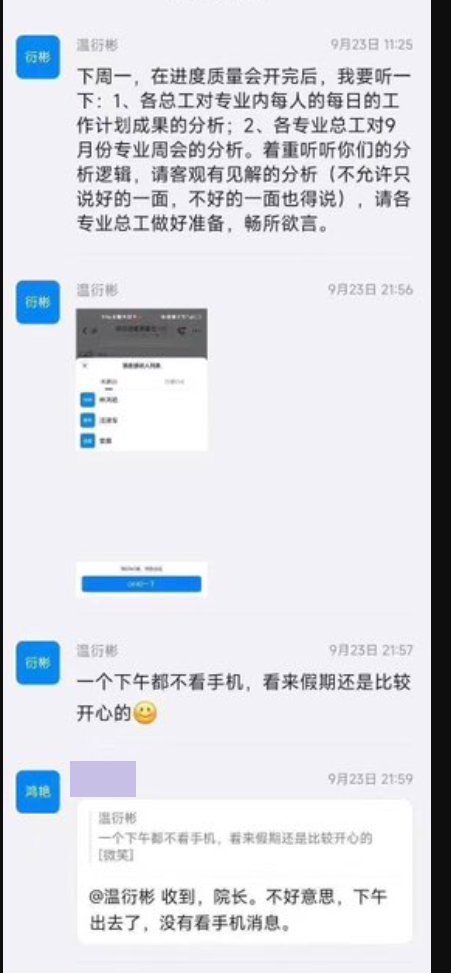 衍彬
温衍彬
9月23日 11:25
下周一，在进度质量会开完后，我要听一
下：1、各总工对专业内每人的每日的工
作计划成果的分析；2、各专业总工对9
月份专业周会的分析。着重听听你们的分
析逻辑，请客观有见解的分析（不允许只
说好的一面，不好的一面也得说），请各
专业总工做好准备，畅所欲言。
衍彬
温衍彬
9月23日 21:56
衍彬
温衍彬
9月23日 21:57
一个下午都不看手机，看来假期还是比较
开心的
鸿艳
9月23日 21:59
温衍彬
一个下午都不看手机，看来假期还是比较开心的
[微笑]
@温衍彬 收到，院长。不好意思，下午
出去了，没有看手机消息。